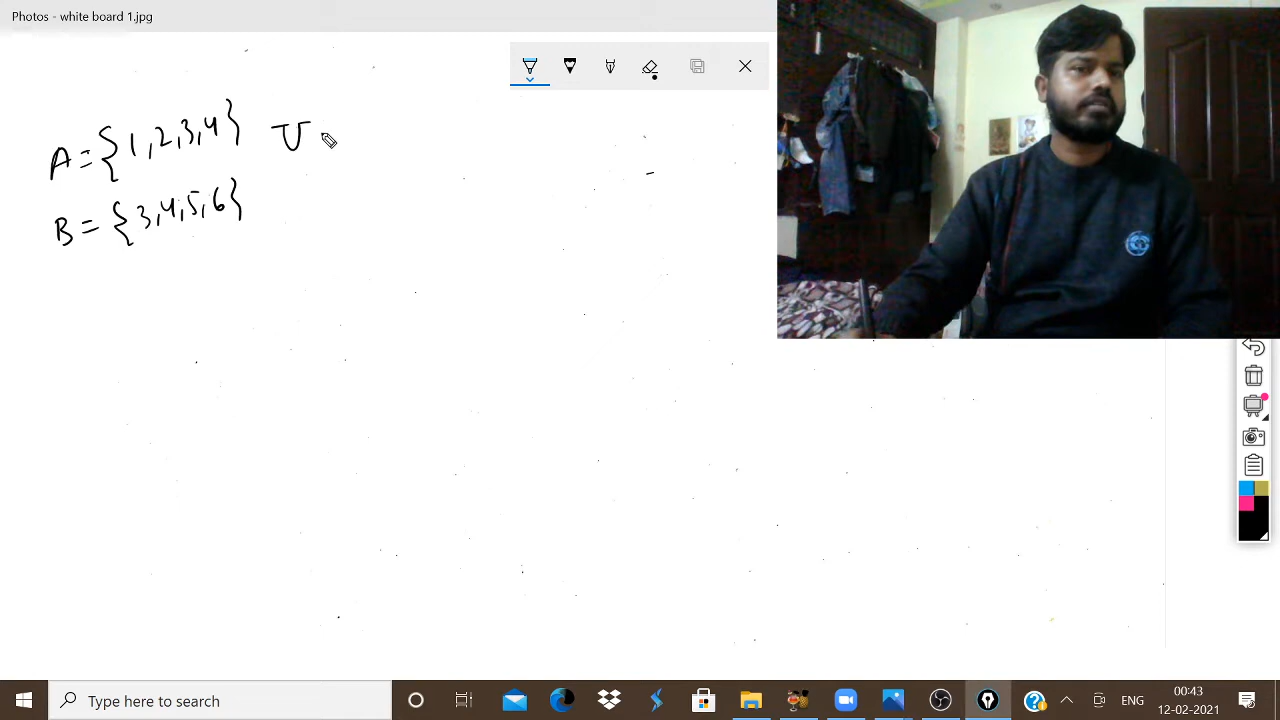 Photos - white board 1.jpg
A = {1, 2, 3, 4} U
B = {3, 4, 5, 6}
Type here to search
ENG
00:43
12-02-2021